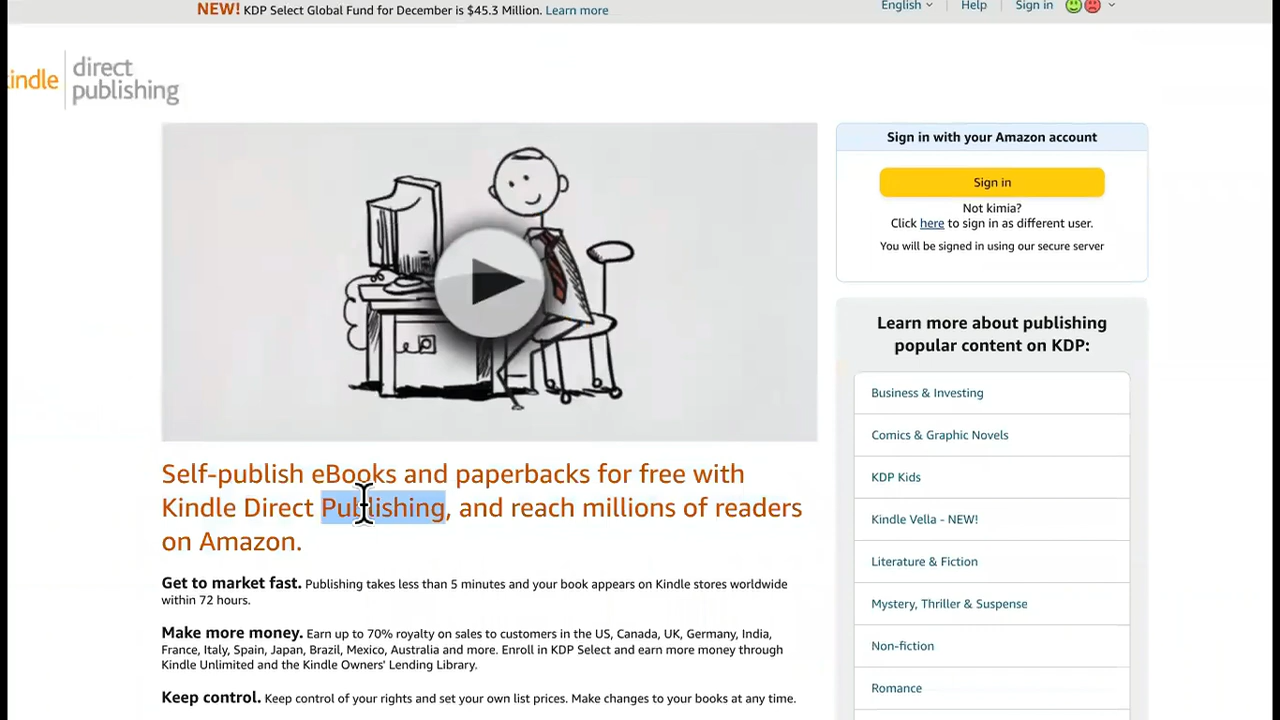 NEW! KDP Select Global Fund for December is $45.3 Million. Learn more
English Help Sign in
kindle direct publishing
Sign in with your Amazon account
Sign in
Not kimia?
Click here to sign in as different user.
You will be signed in using our secure server
Learn more about publishing
popular content on KDP:
Business & Investing
Comics & Graphic Novels
KDP Kids
Kindle Vella - NEW!
Literature & Fiction
Mystery, Thriller & Suspense
Non-fiction
Romance
Self-publish eBooks and paperbacks for free with
Kindle Direct Publishing, and reach millions of readers
on Amazon.
Get to market fast. Publishing takes less than 5 minutes and your book appears on Kindle stores worldwide
within 72 hours.
Make more money. Earn up to 70% royalty on sales to customers in the US, Canada, UK, Germany, India,
France, Italy, Spain, Japan, Brazil, Mexico, Australia and more. Enroll in KDP Select and earn more money through
Kindle Unlimited and the Kindle Owners' Lending Library.
Keep control. Keep control of your rights and set your own list prices. Make changes to your books at any time.